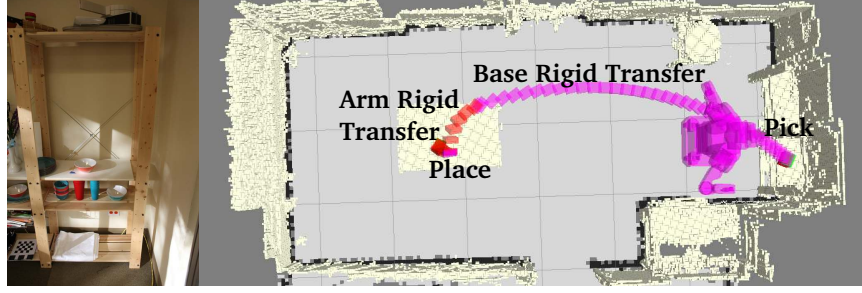 Base Rigid Transfer
Arm Rigid
Transfer
Pick
Place